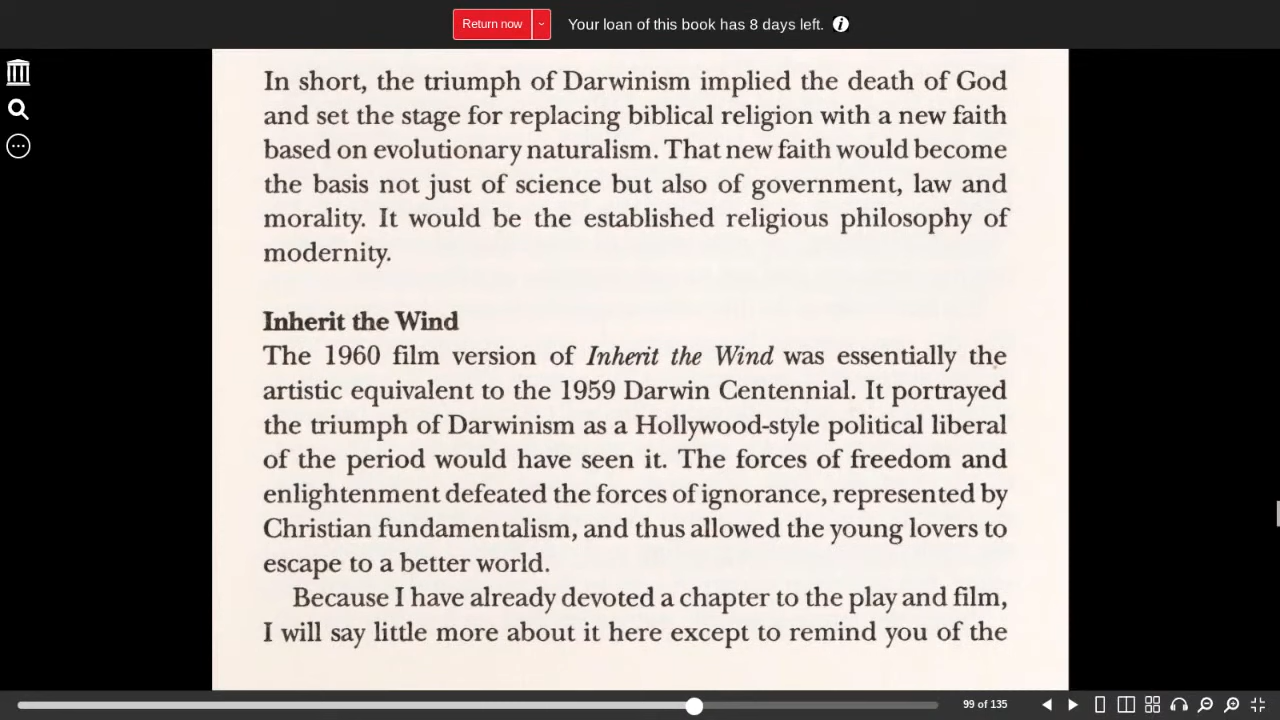 Return now
Your loan of this book has 8 days left.
In short, the triumph of Darwinism implied the death of God
and set the stage for replacing biblical religion with a new faith
based on evolutionary naturalism. That new faith would become
the basis not just of science but also of government, law and
morality. It would be the established religious philosophy of
modernity.
Inherit the Wind
The 1960 film version of Inherit the Wind was essentially the
artistic equivalent to the 1959 Darwin Centennial. It portrayed
the triumph of Darwinism as a Hollywood-style political liberal
of the period would have seen it. The forces of freedom and
enlightenment defeated the forces of ignorance, represented by
Christian fundamentalism, and thus allowed the young lovers to
escape to a better world.
Because I have already devoted a chapter to the play and film,
I will say little more about it here except to remind you of the
99 of 135